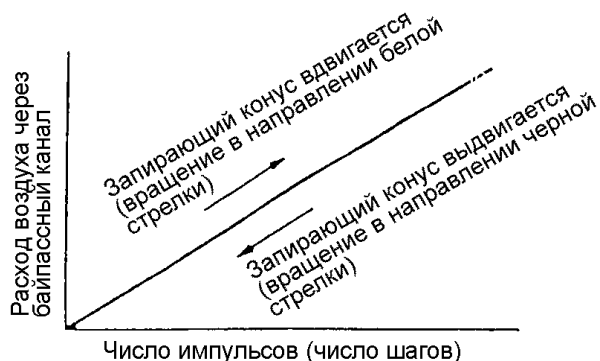 Расход воздуха через
байпассный канал
Запирающий конус вдвигается
(вращение в направлении белой
стрелки)
Запирающий конус выдвигается
(вращение в направлении черной
стрелки)
Число импульсов (число шагов)